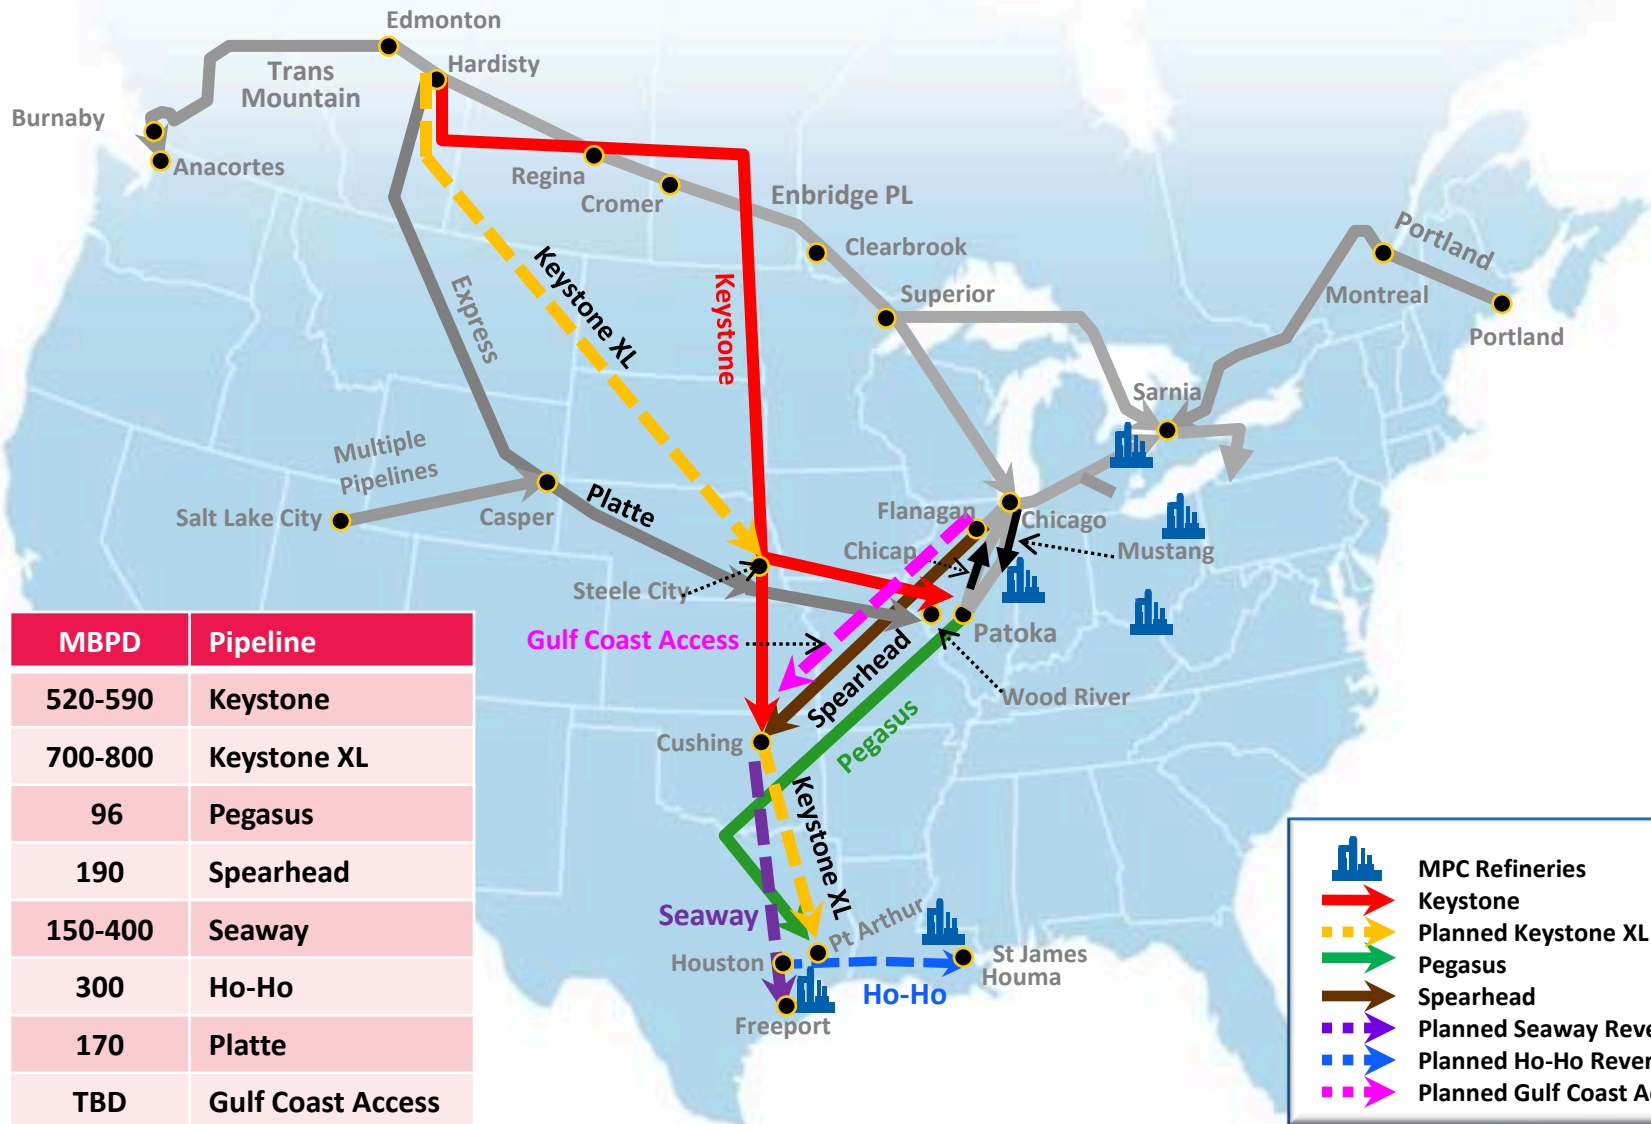 Edmonton
Hardisty
Trans
Mountain
Burnaby
Anacortes
Regina
Cromer
Enbridge PL
Clearbrook
Superior
Portland
Montreal
Portland
Sarnia
Express
Keystone XL
Keystone
Multiple
Pipelines
Salt Lake City
Casper
Platte
Flanagan
Chicago
Chicap
Mustang
Steele City
Patoka
Gulf Coast Access
Spearhead
Wood River
Pegasus
Cushing
Keystone XL
Seaway
Pt Arthur
Houston
St James
Houma
Ho-Ho
Freeport
MBPD Pipeline
520-590 Keystone
700-800 Keystone XL
96 Pegasus
190 Spearhead
150-400 Seaway
300 Ho-Ho
170 Platte
TBD Gulf Coast Access
MPC Refineries
Keystone
Planned Keystone XL
Pegasus
Spearhead
Planned Seaway Reve
Planned Ho-Ho Rever
Planned Gulf Coast A